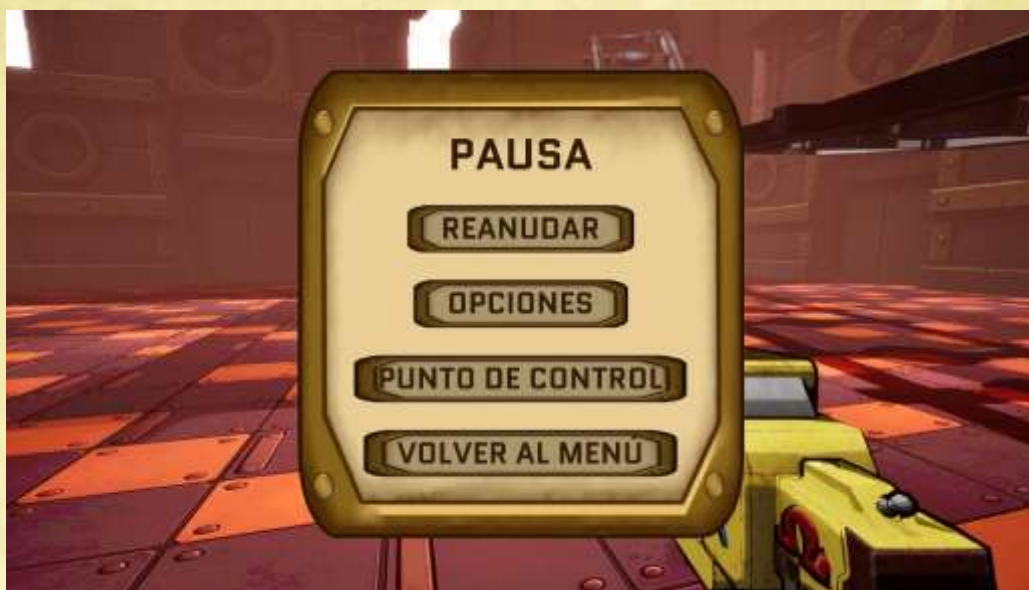 PAUSA
REANUDAR
OPCIONES
PUNTO DE CONTROL
VOLVER AL MENÚ